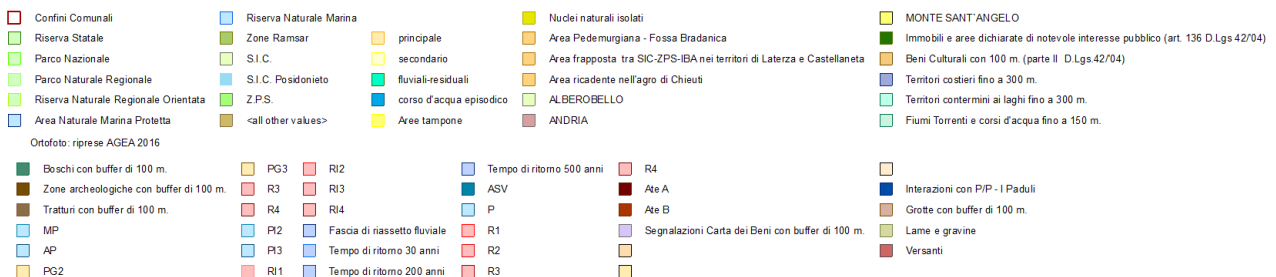 Confini Comunali
Riserva Statale
Parco Nazionale
Parco Naturale Regionale
Riserva Naturale Regionale Orientata
Area Naturale Marina Protetta
Riserva Naturale Marina
Zone Ramsar
S.I.C.
S.I.C. Posidonieto
Z.P.S.
<all other values>
principale
secondario
fluviali-residuali
corso d'acqua episodico
Aree tampone
Nuclei naturali isolati
Area Pedemurgiana - Fossa Bradanica
Area frapposta tra SIC-ZPS-IBA nei territori di Laterza e Castellaneta
Area ricadente nell'agro di Chieuti
ALBEROBELLO
ANDRIA
MONTE SANT'ANGELO
Immobili e aree dichiarate di notevole interesse pubblico (art. 136 D.Lgs 42/'04)
Beni Culturali con 100 m. (parte II D.Lgs.42/'04)
Territori costieri fino a 300 m.
Territori contermini ai laghi fino a 300 m.
Fiumi Torrenti e corsi d'acqua fino a 150 m.
Ortofoto: riprese AGEA 2016
Boschi con buffer di 100 m.
Zone archeologiche con buffer di 100 m.
Tratturi con buffer di 100 m.
MP
AP
PG2
PG3
R3
R4
PI2
PI3
RI1
RI2
RI3
RI4
Fascia di riassetto fluviale
Tempo di ritorno 30 anni
Tempo di ritorno 200 anni
Tempo di ritorno 500 anni
ASV
P
R1
R2
R3
R4
Ate A
Ate B
Segnalazioni Carta dei Beni con buffer di 100 m.
Interazioni con P/P - I Paduli
Grotte con buffer di 100 m.
Lame e gravine
Versanti